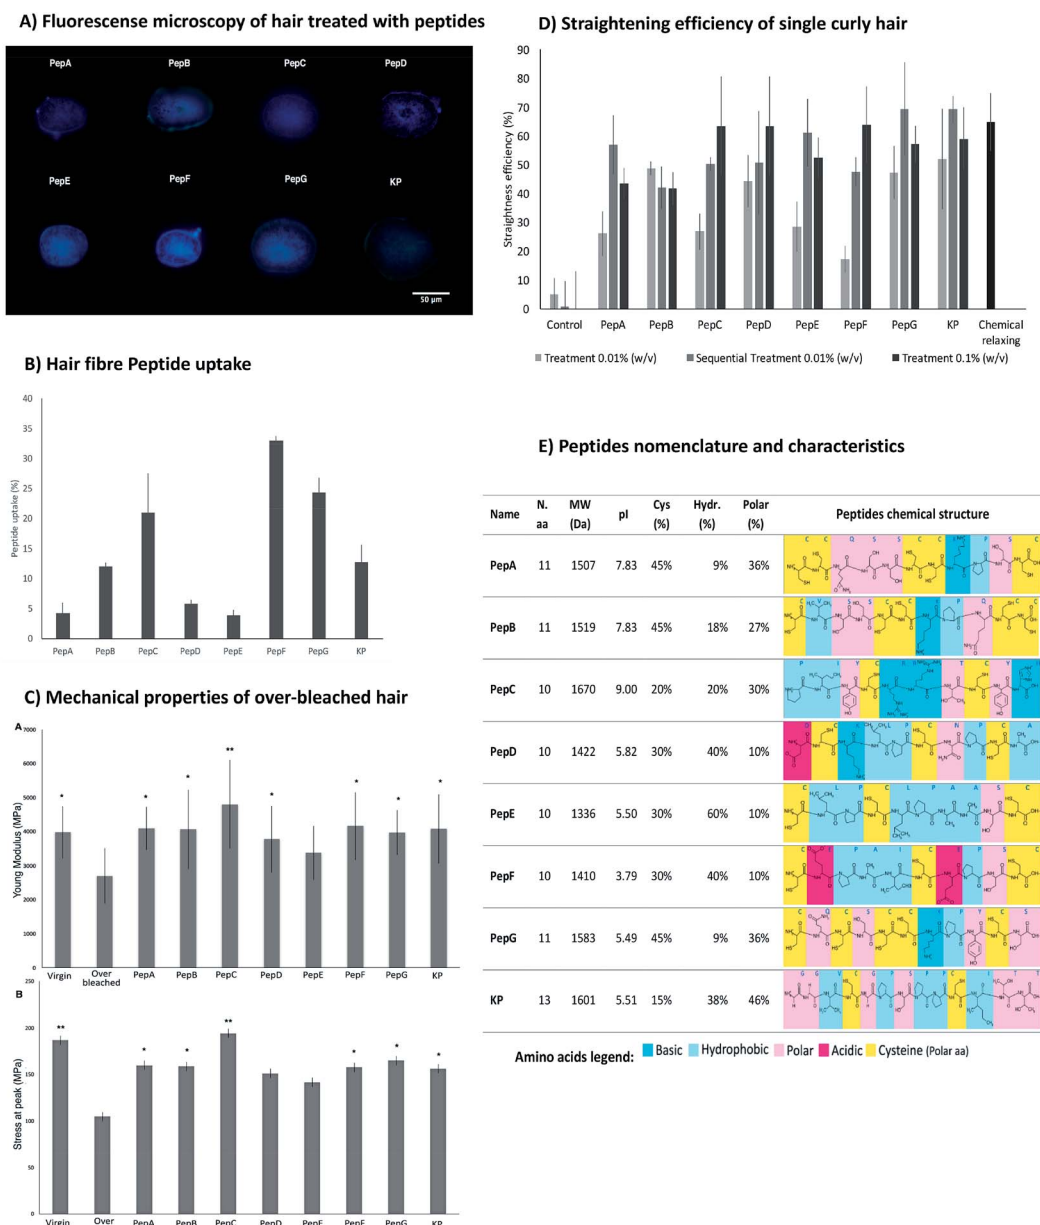 A) Fluorescense microscopy of hair treated with peptides
PepA PepB PepC PepD
PepE PepF PepG KP
50 µm
B) Hair fibre Peptide uptake
40
35
30
25
20
15
10
5
0
Peptide uptake (%)
PepA PepB PepC PepD PepE PepF PepG KP
C) Mechanical properties of over-bleached hair
A
7000
6000
5000
4000
3000
2000
1000
0
Young Modulus (MPa)
* * * ** * * * *
Virgin Over bleached PepA PepB PepC PepD PepE PepF PepG KP
B
250
200
150
100
50
0
Stress at peak (MPa)
** * * ** * * *
Virgin Over PepA PepB PepC PepD PepE PepF PepG KP
D) Straightening efficiency of single curly hair
90
80
70
60
50
40
30
20
10
0
Straightness efficiency (%)
Control PepA PepB PepC PepD PepE PepF PepG KP Chemical
relaxing
Treatment 0.01% (w/v) Sequential Treatment 0.01% (w/v) Treatment 0.1% (w/v)
E) Peptides nomenclature and characteristics
Name N. aa MW (Da) pI Cys (%) Hydr. (%) Polar (%) Peptides chemical structure
PepA 11 1507 7.83 45% 9% 36%
PepB 11 1519 7.83 45% 18% 27%
PepC 10 1670 9.00 20% 20% 30%
PepD 10 1422 5.82 30% 40% 10%
PepE 10 1336 5.50 30% 60% 10%
C L P C L P A A S C
PepF 10 1410 3.79 30% 40% 10%
PepG 11 1583 5.49 45% 9% 36%
KP 13 1601 5.51 15% 38% 46%
G G V C G P S P P C I T T
Amino acids legend: Basic Hydrophobic Polar Acidic Cysteine (Polar aa)